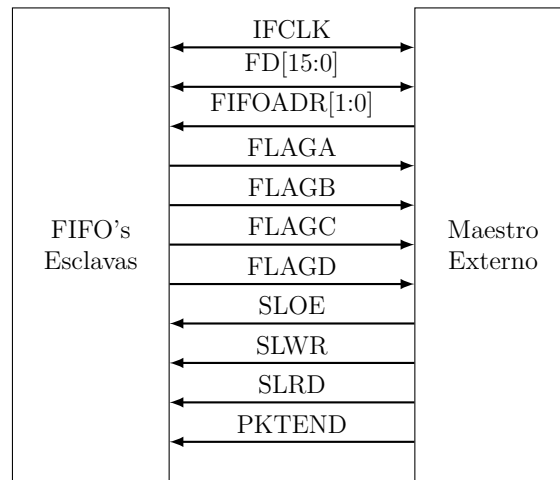 IFCLK
FD[15:0]
FIFOADR[1:0]
FLAGA
FLAGB
FLAGC
FLAGD
SLOE
SLWR
SLRD
PKTEND
FIFO's
Esclavas
Maestro
Externo